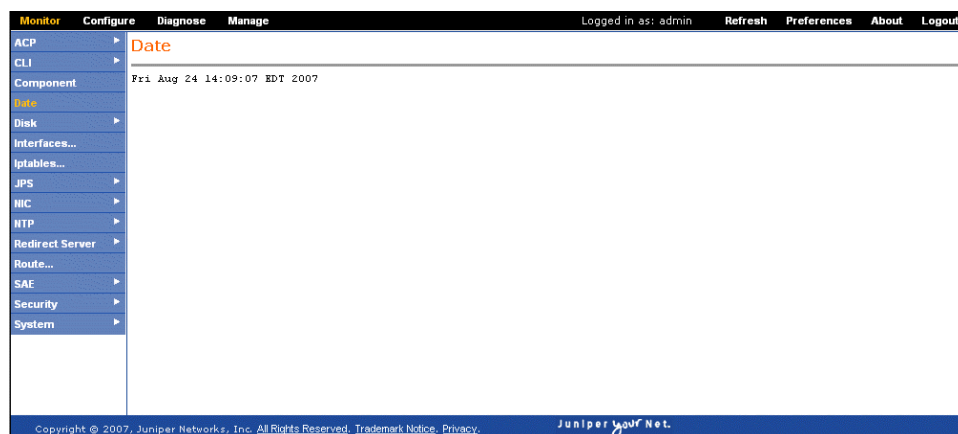 Monitor Configure Diagnose Manage Logged in as: admin Refresh Preferences About Logout
ACP
CLI
Component
Date
Disk
Interfaces...
Iptables...
JPS
NIC
NTP
Redirect Server
Route...
SAE
Security
System
Date
Fri Aug 24 14:09:07 EDT 2007
Copyright © 2007, Juniper Networks, Inc. All Rights Reserved. Trademark Notice. Privacy.
Juniper your Net.